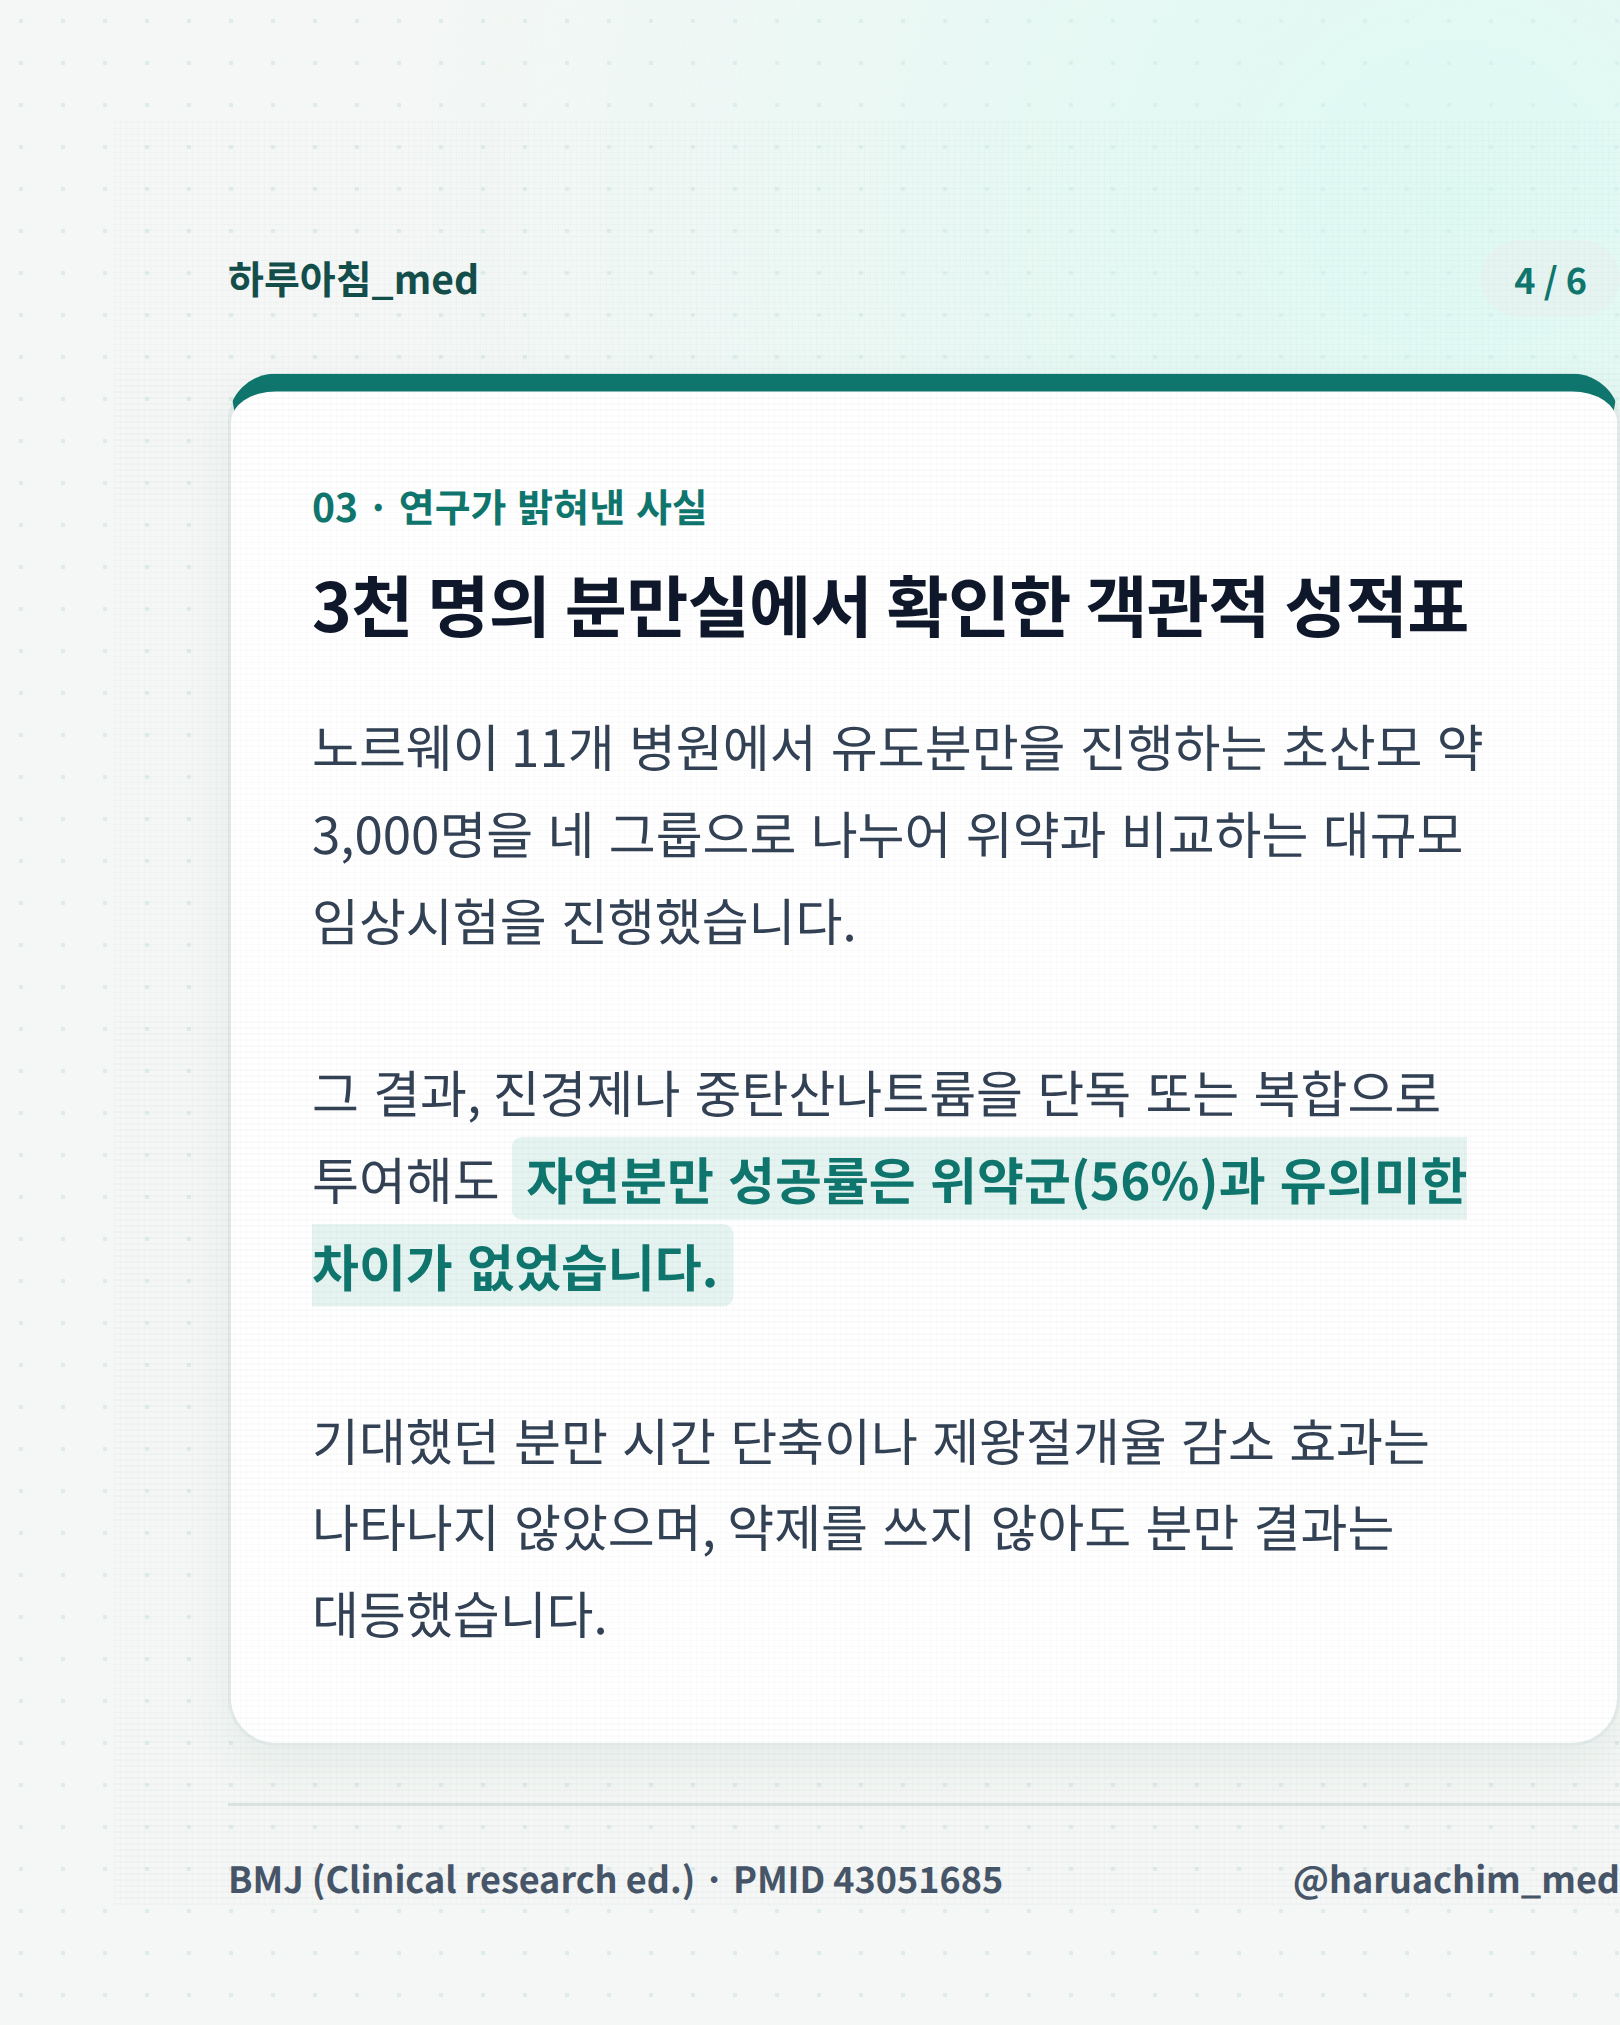 하루아침_med
4 / 6
03 · 연구가 밝혀낸 사실
3천 명의 분만실에서 확인한 객관적 성적표
노르웨이 11개 병원에서 유도분만을 진행하는 초산모 약
3,000명을 네 그룹으로 나누어 위약과 비교하는 대규모
임상시험을 진행했습니다.
그 결과, 진경제나 중탄산나트륨을 단독 또는 복합으로
투여해도 자연분만 성공률은 위약군(56%)과 유의미한
차이가 없었습니다.
기대했던 분만 시간 단축이나 제왕절개율 감소 효과는
나타나지 않았으며, 약제를 쓰지 않아도 분만 결과는
대등했습니다.
BMJ (Clinical research ed.) · PMID 43051685
@haruachim_med